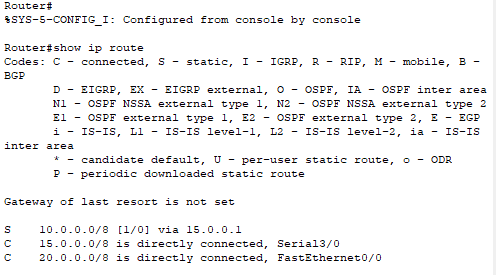 Router#
%SYS-5-CONFIG_I: Configured from console by console

Router#show ip route
Codes: C - connected, S - static, I - IGRP, R - RIP, M - mobile, B -
BGP
       D - EIGRP, EX - EIGRP external, O - OSPF, IA - OSPF inter area
       N1 - OSPF NSSA external type 1, N2 - OSPF NSSA external type 2
       E1 - OSPF external type 1, E2 - OSPF external type 2, E - EGP
       i - IS-IS, L1 - IS-IS level-1, L2 - IS-IS level-2, ia - IS-IS
inter area
       * - candidate default, U - per-user static route, o - ODR
       P - periodic downloaded static route

Gateway of last resort is not set

S    10.0.0.0/8 [1/0] via 15.0.0.1
C    15.0.0.0/8 is directly connected, Serial3/0
C    20.0.0.0/8 is directly connected, FastEthernet0/0